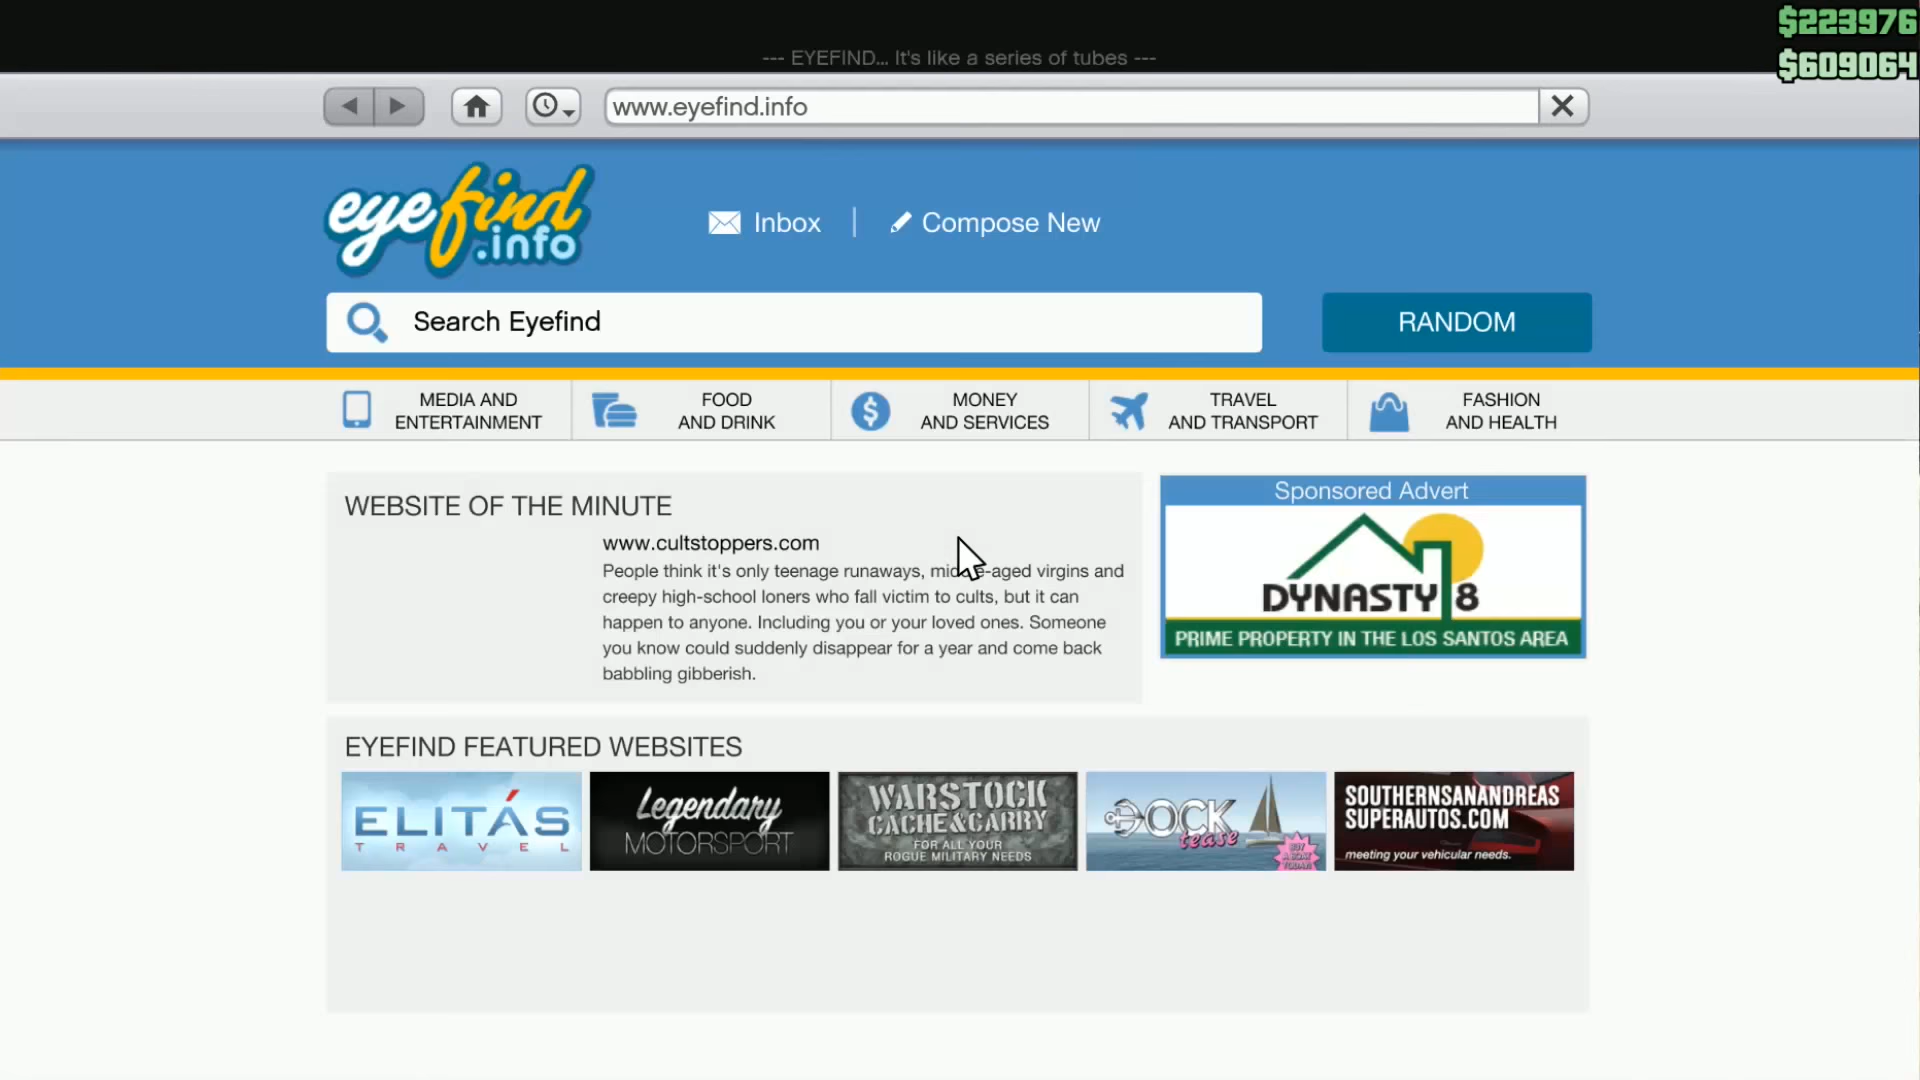 $223976
--- EYEFIND... It's like a series of tubes ---
$609064
www.eyefind.info
eyefind
.info
Inbox
Compose New
Search Eyefind
RANDOM
MEDIA AND
ENTERTAINMENT
FOOD
AND DRINK
MONEY
AND SERVICES
TRAVEL
AND TRANSPORT
FASHION
AND HEALTH
WEBSITE OF THE MINUTE
www.cultstoppers.com
People think it's only teenage runaways, middle-aged virgins and
creepy high-school loners who fall victim to cults, but it can
happen to anyone. Including you or your loved ones. Someone
you know could suddenly disappear for a year and come back
babbling gibberish.
Sponsored Advert
DYNASTY 8
PRIME PROPERTY IN THE LOS SANTOS AREA
EYEFIND FEATURED WEBSITES
ELITÁS
TRAVEL
Legendary
MOTORSPORT
WARSTOCK
CACHE&CARRY
FOR ALL YOUR
ROGUE MILITARY NEEDS
DOCK
tease
BUY
A BOAT
TODAY!
SOUTHERNSANANDREAS
SUPERAUTOS.COM
meeting your vehicular needs.